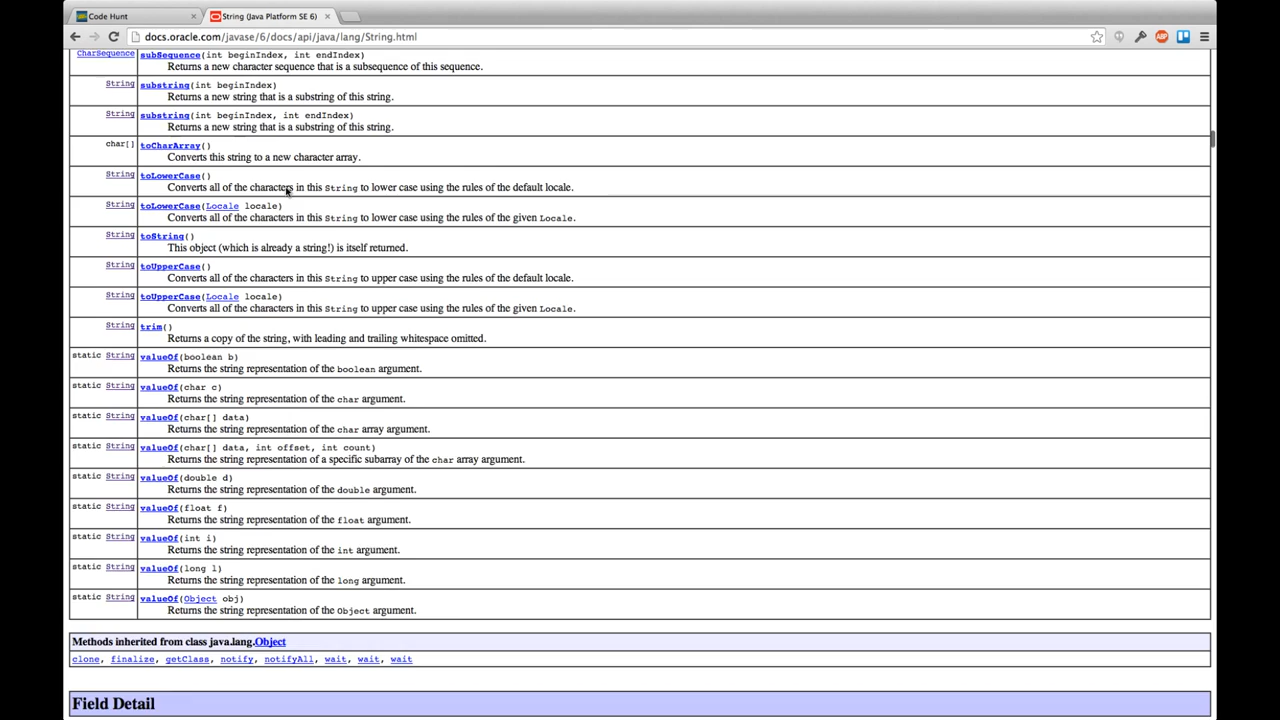 Code Hunt
String (Java Platform SE 6)
docs.oracle.com/javase/6/docs/api/java/lang/String.html
CharSequence subSequence(int beginIndex, int endIndex)
Returns a new character sequence that is a subsequence of this sequence.
String substring(int beginIndex)
Returns a new string that is a substring of this string.
String substring(int beginIndex, int endIndex)
Returns a new string that is a substring of this string.
char[] toCharArray()
Converts this string to a new character array.
String toLowerCase()
Converts all of the characters in this String to lower case using the rules of the default locale.
String toLowerCase(Locale locale)
Converts all of the characters in this String to lower case using the rules of the given Locale.
String toString()
This object (which is already a string!) is itself returned.
String toUpperCase()
Converts all of the characters in this String to upper case using the rules of the default locale.
String toUpperCase(Locale locale)
Converts all of the characters in this String to upper case using the rules of the given Locale.
String trim()
Returns a copy of the string, with leading and trailing whitespace omitted.
static String valueOf(boolean b)
Returns the string representation of the boolean argument.
static String valueOf(char c)
Returns the string representation of the char argument.
static String valueOf(char[] data)
Returns the string representation of the char array argument.
static String valueOf(char[] data, int offset, int count)
Returns the string representation of a specific subarray of the char array argument.
static String valueOf(double d)
Returns the string representation of the double argument.
static String valueOf(float f)
Returns the string representation of the float argument.
static String valueOf(int i)
Returns the string representation of the int argument.
static String valueOf(long l)
Returns the string representation of the long argument.
static String valueOf(Object obj)
Returns the string representation of the Object argument.
Methods inherited from class java.lang.Object
clone, finalize, getClass, notify, notifyAll, wait, wait, wait
Field Detail
ABP